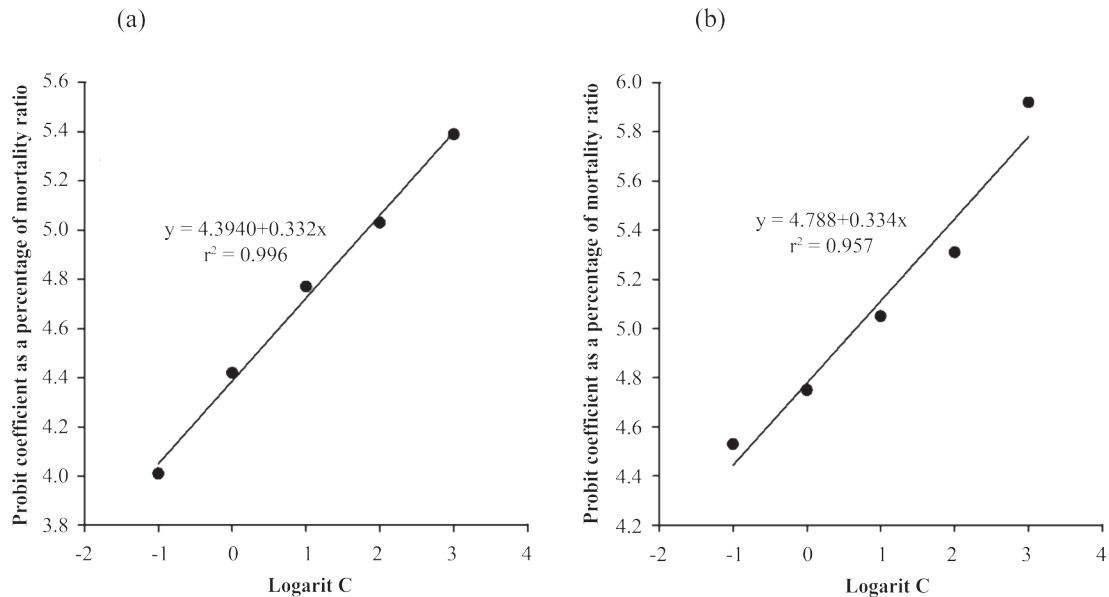 (a)
Probit coefficient as a percentage of mortality ratio
5.6
5.4
5.2
5.0
4.8
4.6
4.4
4.2
4.0
3.8
y = 4.3940+0.332x
r² = 0.996
-2 -1 0 1 2 3 4
Logarit C
(b)
Probit coefficient as a percentage of mortality ratio
6.0
5.8
5.6
5.4
5.2
5.0
4.8
4.6
4.4
4.2
y = 4.788+0.334x
r² = 0.957
-2 -1 0 1 2 3 4
Logarit C